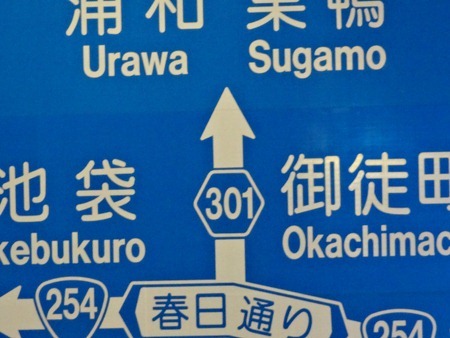 浦和 巣鴨
Urawa Sugamo
池袋 301 御徒町
kebukuro Okachimac
254 春日通り 254